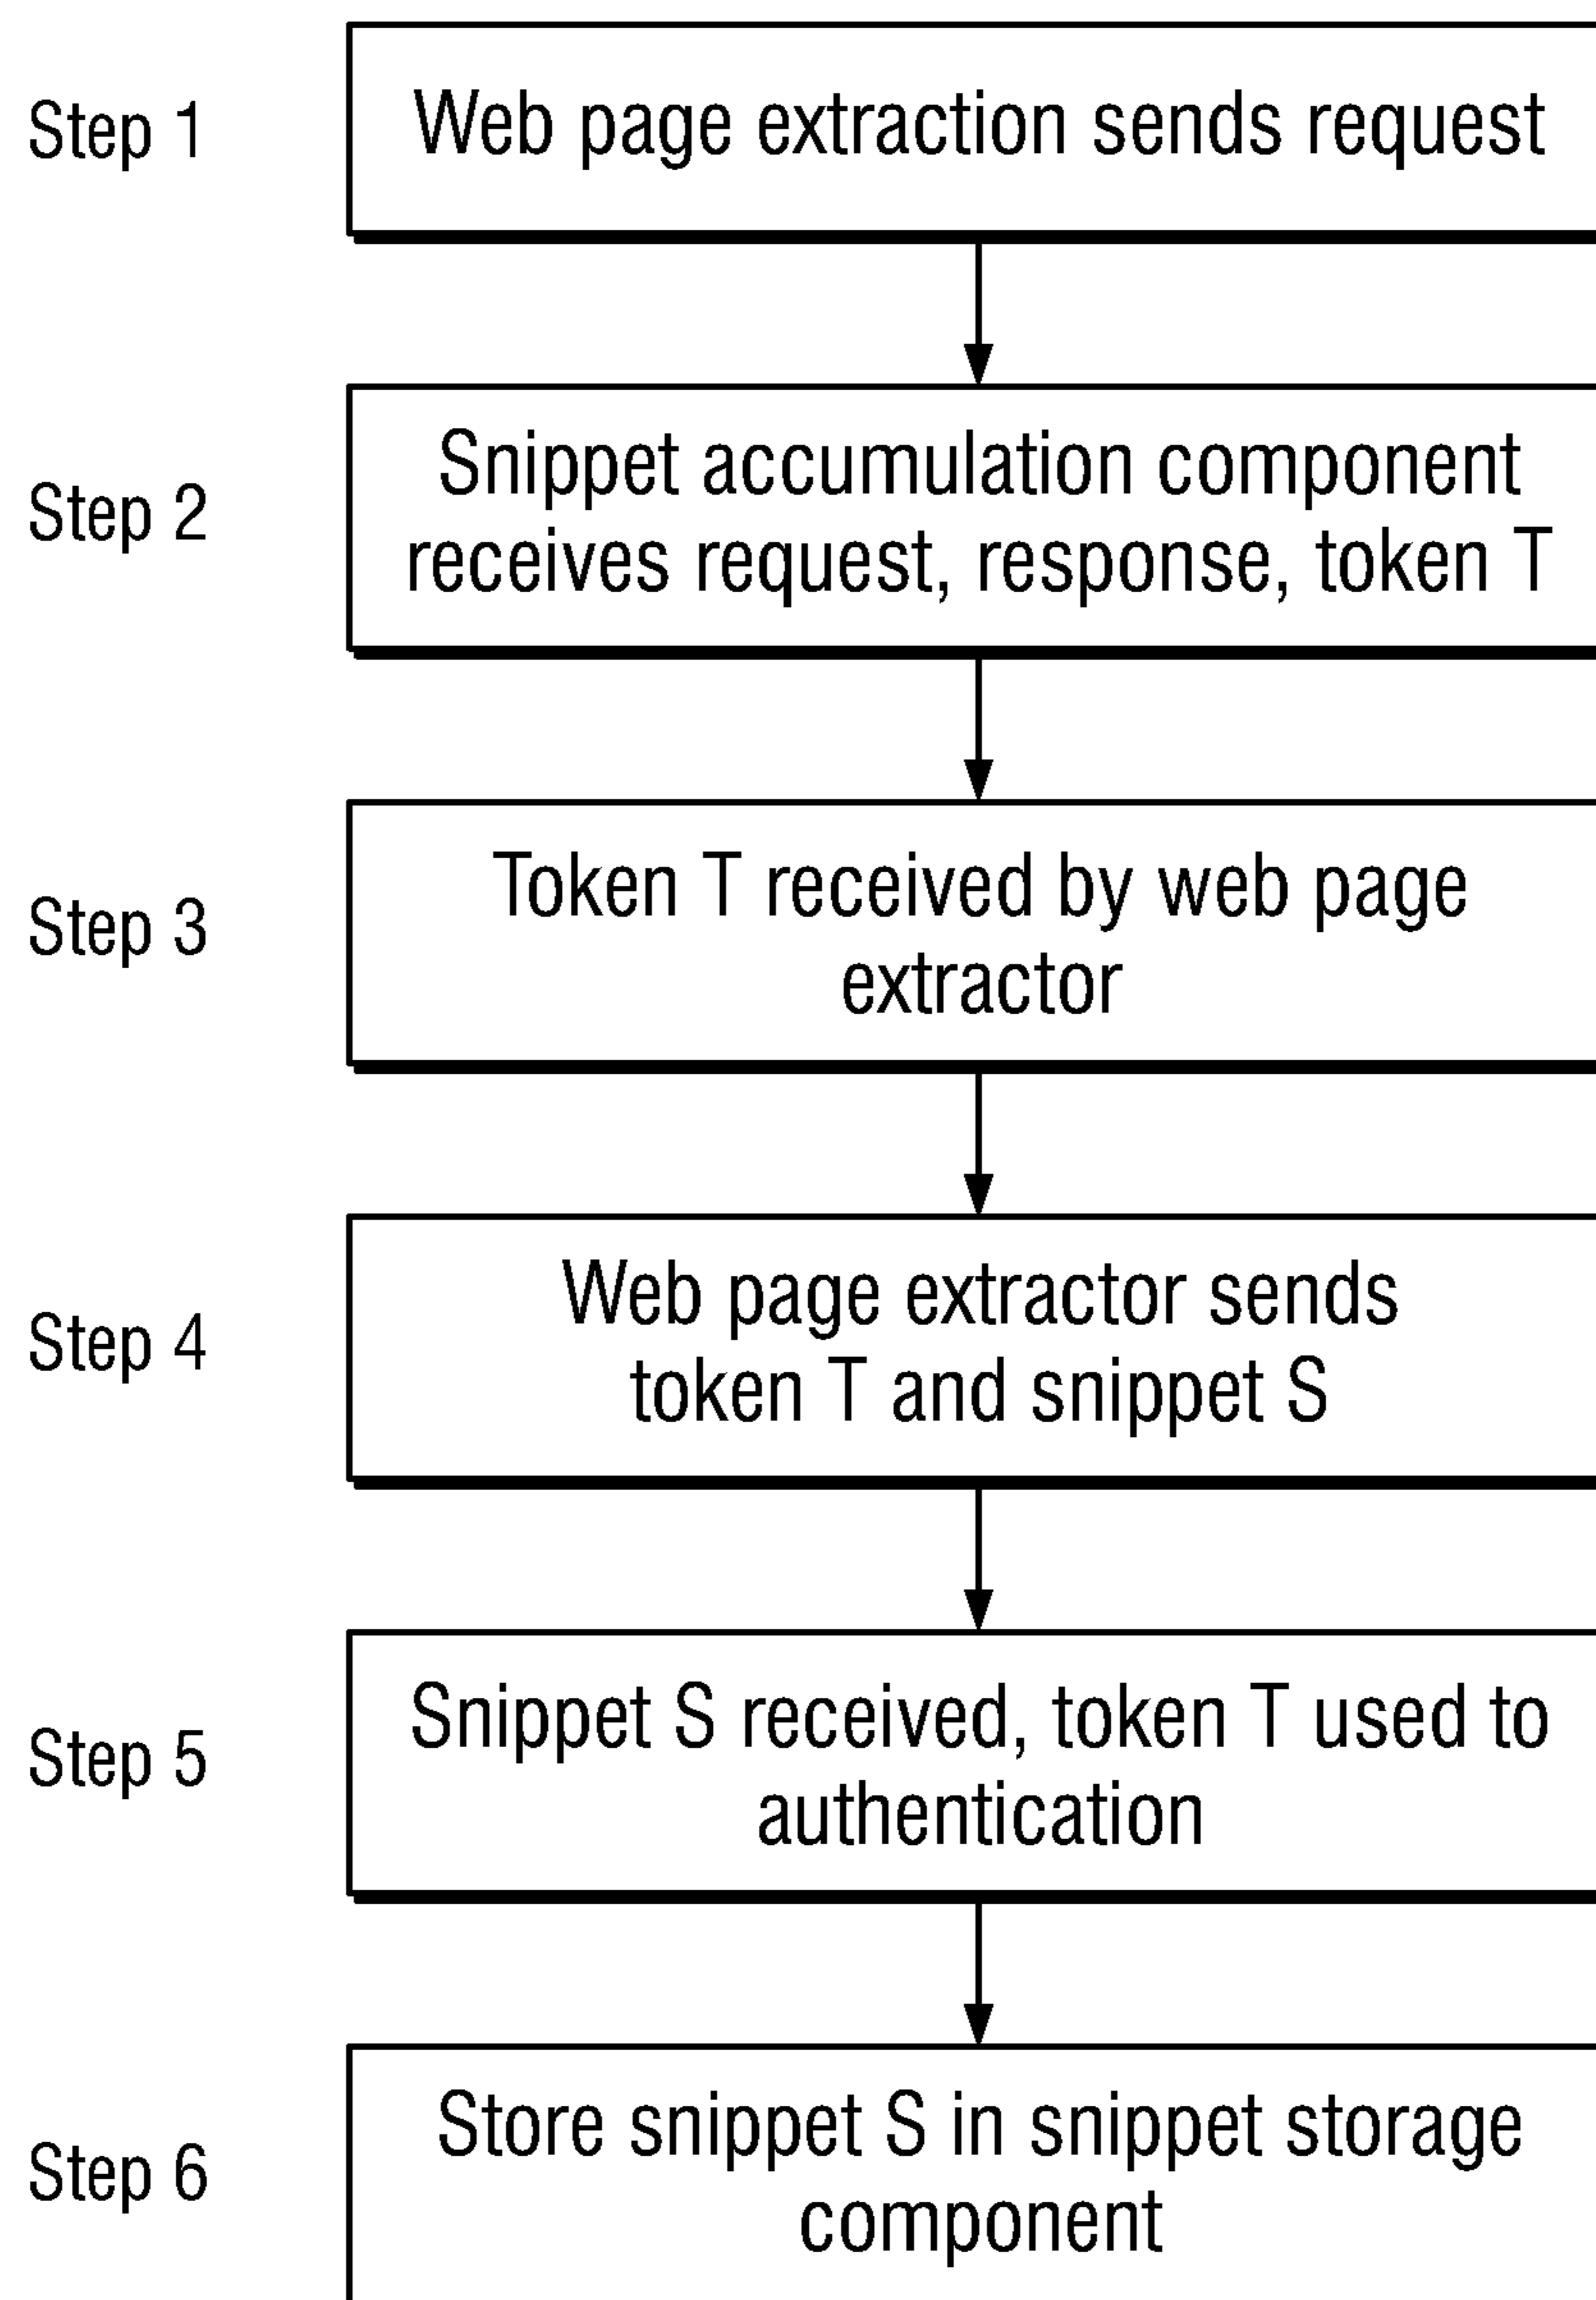 Step 1
Web page extraction sends request
Step 2
Snippet accumulation component
receives request, response, token T
Step 3
Token T received by web page
extractor
Step 4
Web page extractor sends
token T and snippet S
Step 5
Snippet S received, token T used to
authentication
Step 6
Store snippet S in snippet storage
component